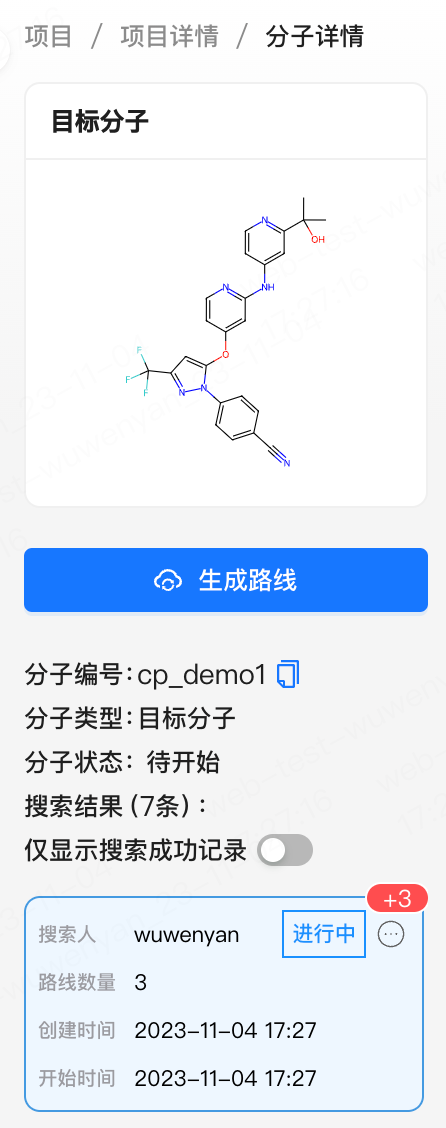 项目 / 项目详情 / 分子详情
目标分子
N
OH
N
NH
O
F
F
F
N
N
N
生成路线
分子编号：cp_demo1
分子类型：目标分子
分子状态：待开始
搜索结果 (7条)：
仅显示搜索成功记录
+3
搜索人 wuwenyan 进行中
路线数量 3
创建时间 2023-11-04 17:27
开始时间 2023-11-04 17:27